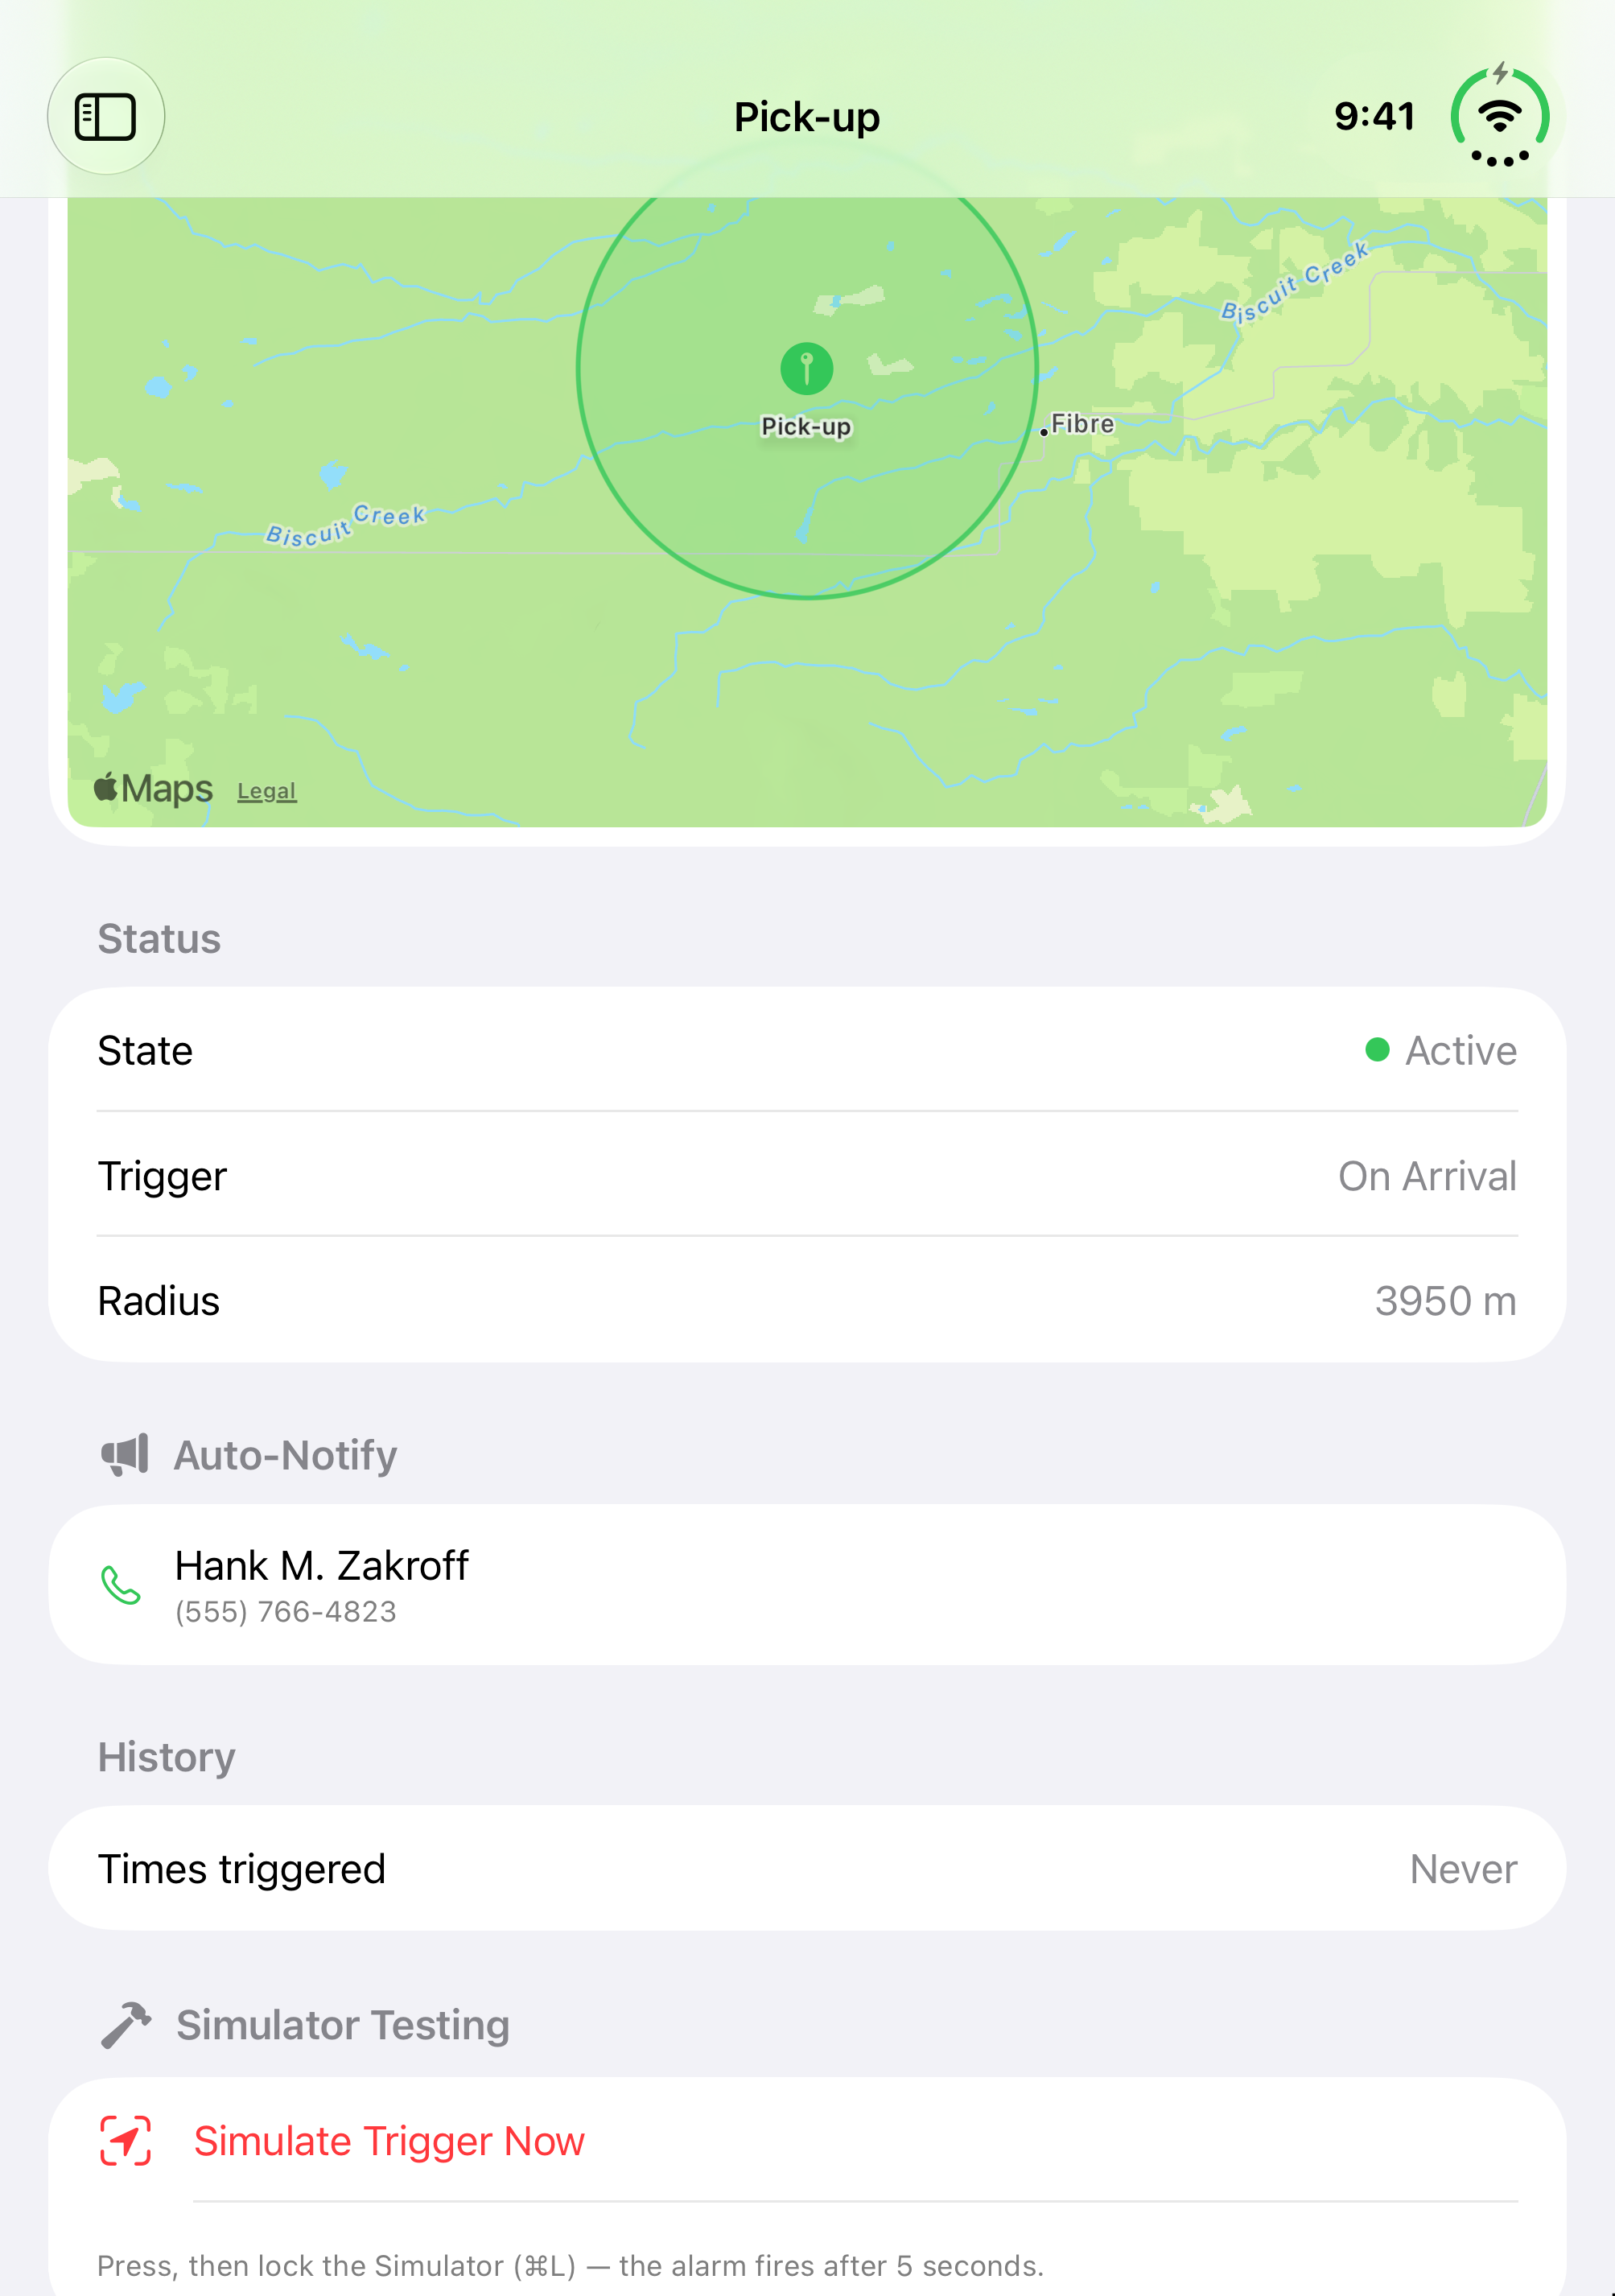 Pick-up
9:41
Biscuit Creek
Fibre
Pick-up
Biscuit Creek
Maps Legal
Status
State Active
Trigger On Arrival
Radius 3950 m
Auto-Notify
Hank M. Zakroff
(555) 766-4823
History
Times triggered Never
Simulator Testing
Simulate Trigger Now
Press, then lock the Simulator (⌘L) — the alarm fires after 5 seconds.